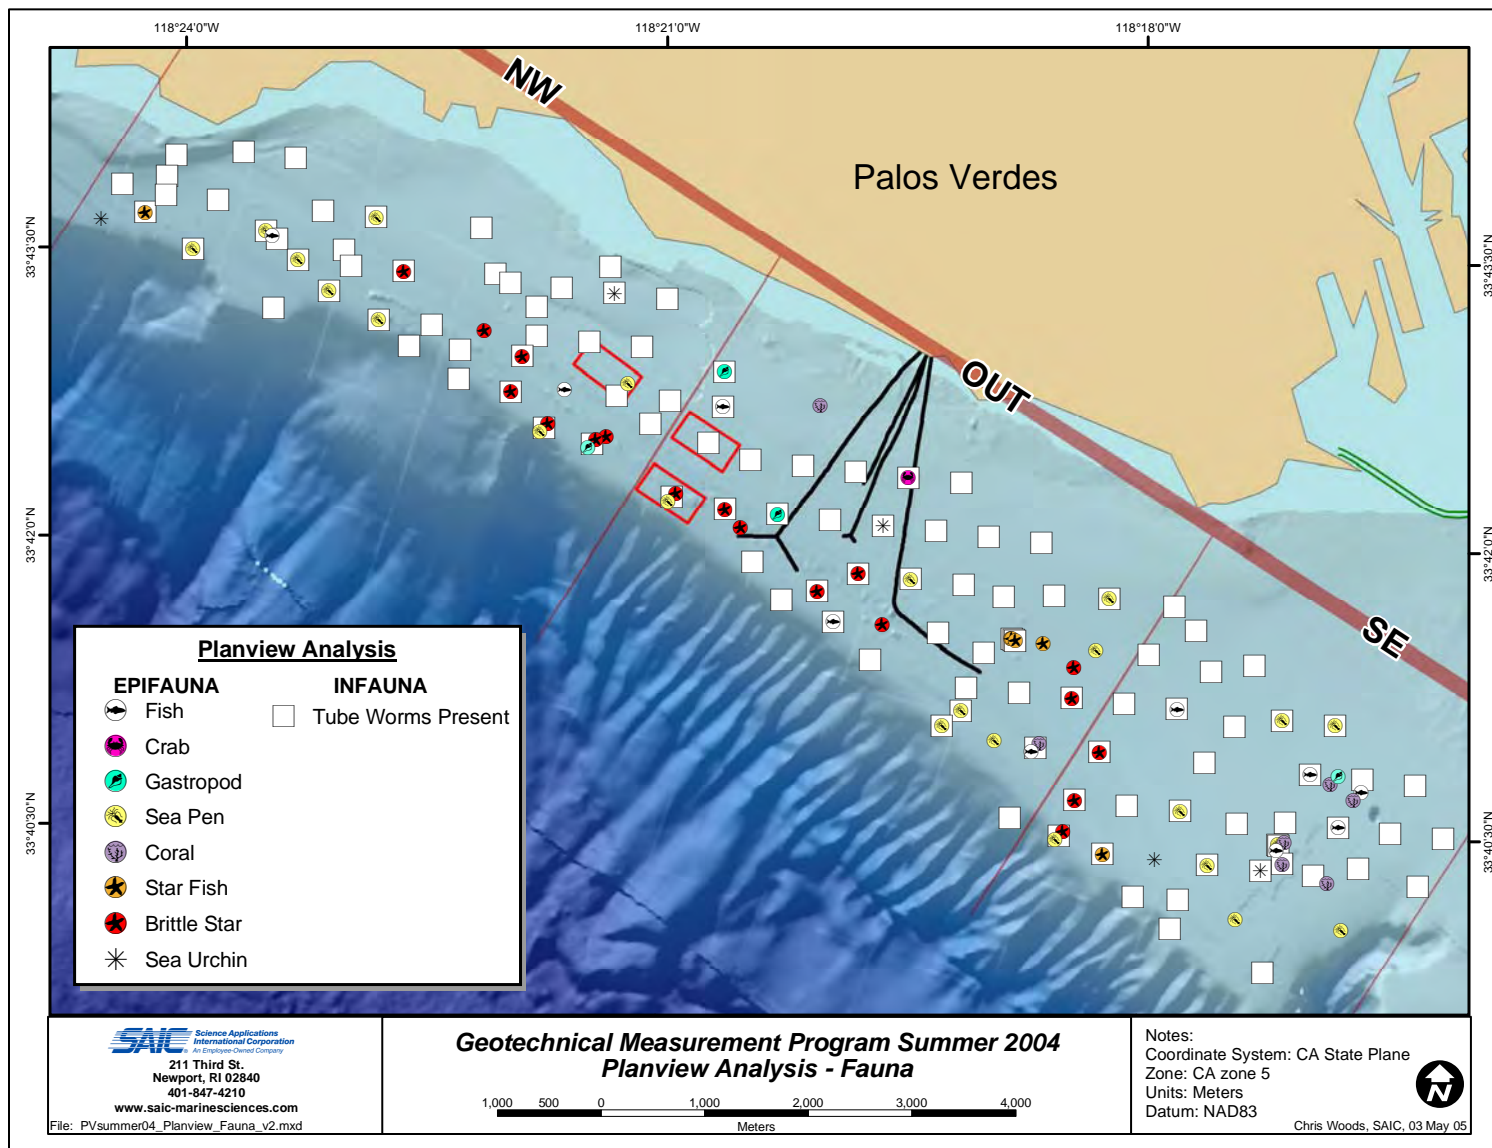 118°24'0"W
118°21'0"W
118°18'0"W
NW
Palos Verdes
33°43'30"N
33°43'30"N
OUT
33°42'0"N
33°42'0"N
SE
Planview Analysis
EPIFAUNA
INFAUNA
Fish
Tube Worms Present
Crab
Gastropod
Sea Pen
Coral
Star Fish
Brittle Star
Sea Urchin
33°40'30"N
33°40'30"N
SAIC Science Applications
International Corporation
An Employee-Owned Company
211 Third St.
Newport, RI 02840
401-847-4210
www.saic-marinesciences.com
File: PVsummer04_Planview_Fauna_v2.mxd
Geotechnical Measurement Program Summer 2004
Planview Analysis - Fauna
1,000 500 0 1,000 2,000 3,000 4,000
Meters
Notes:
Coordinate System: CA State Plane
Zone: CA zone 5
Units: Meters
Datum: NAD83
N
Chris Woods, SAIC, 03 May 05